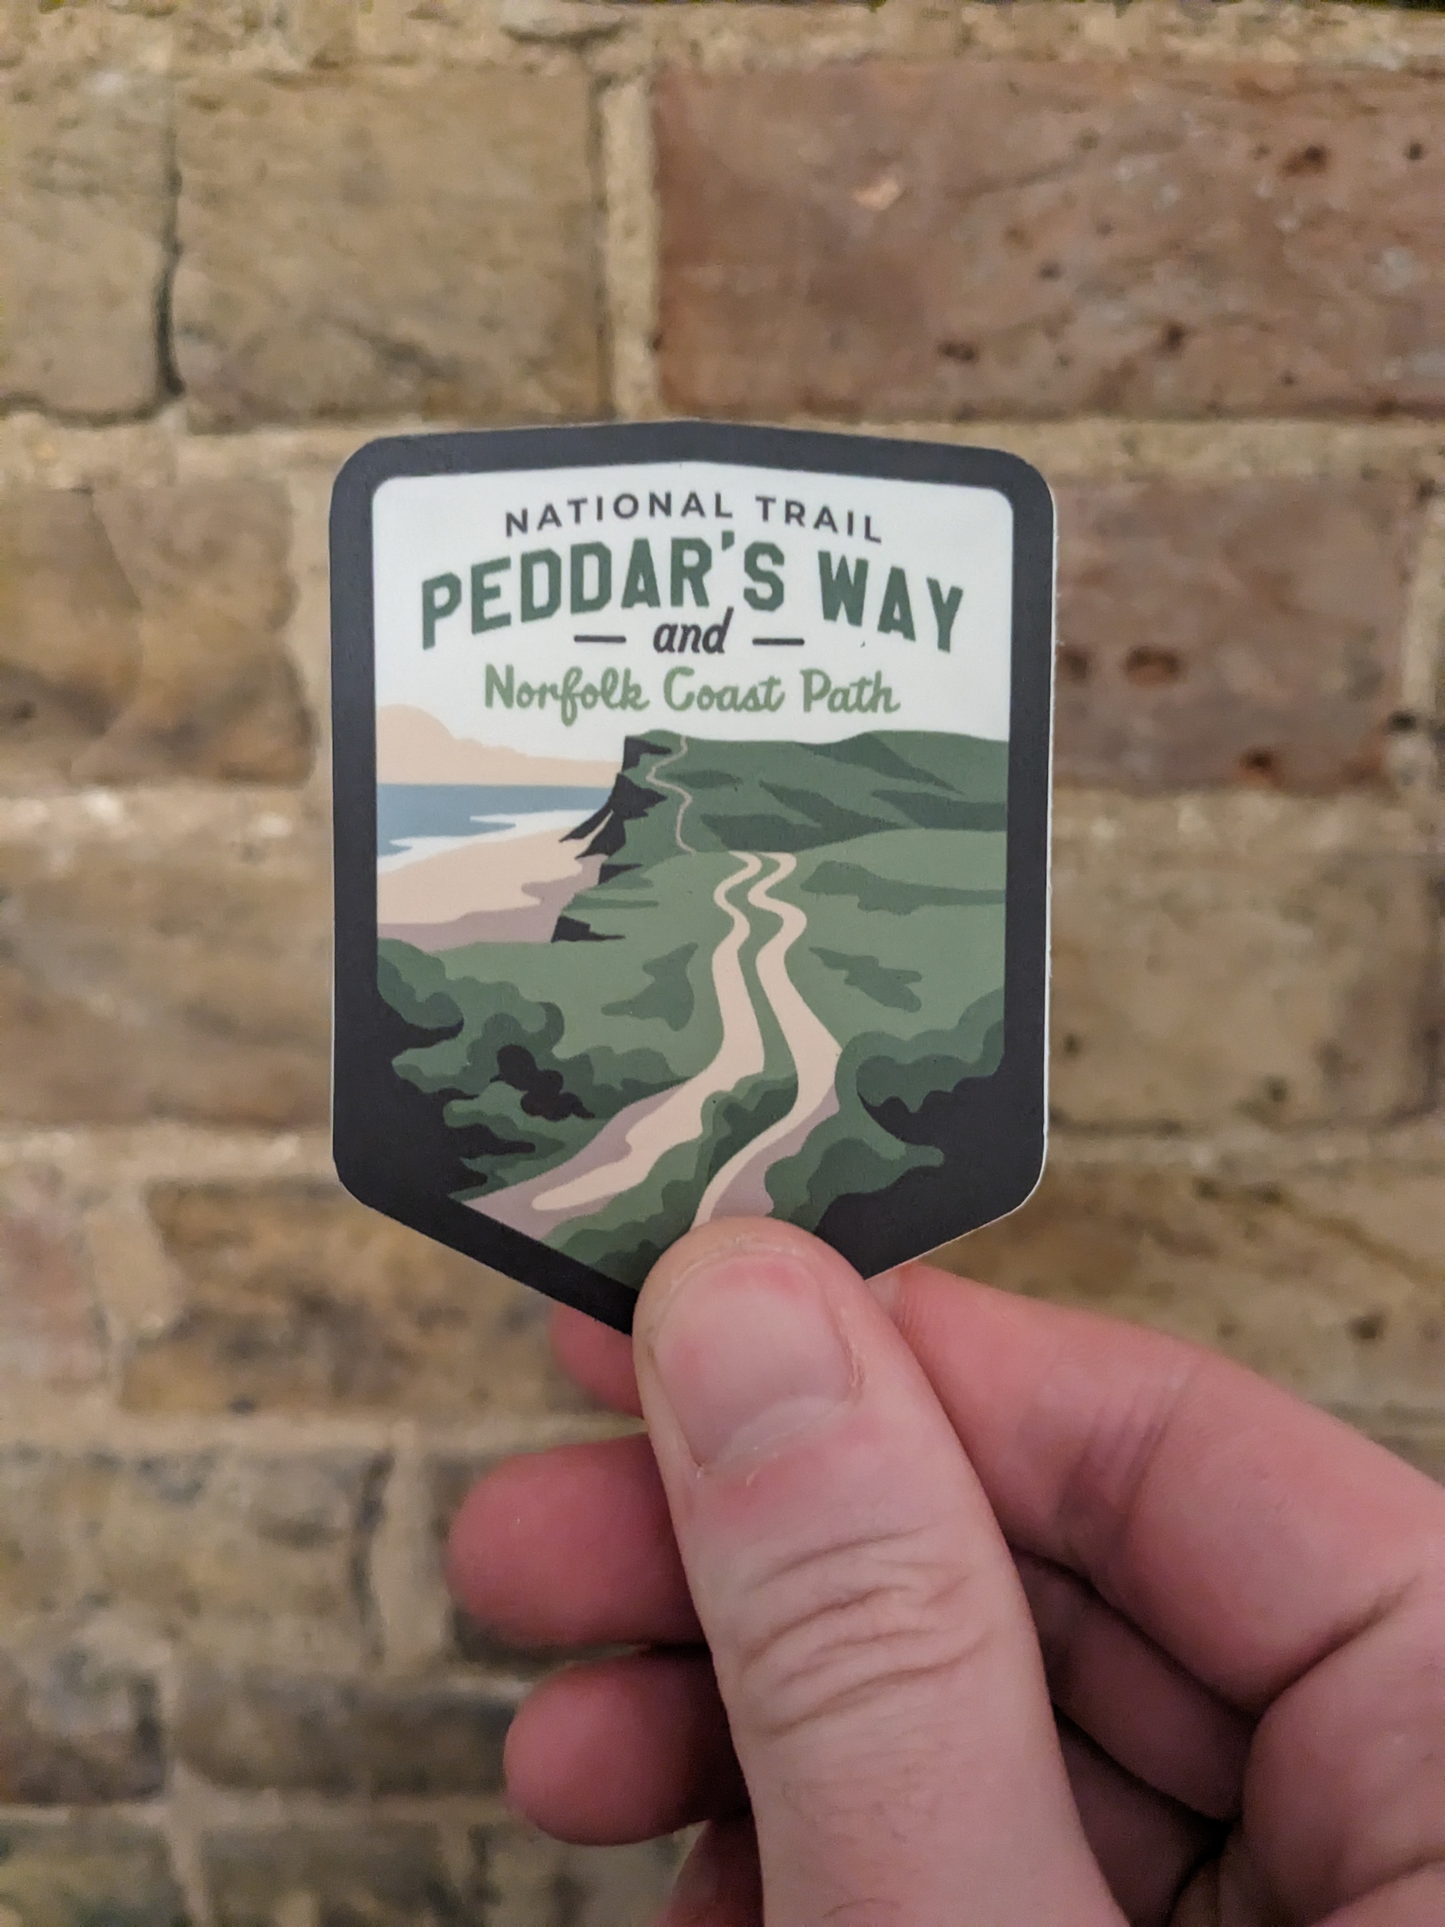 NATIONAL TRAIL
PEDDAR'S WAY
— and —
Norfolk Coast Path